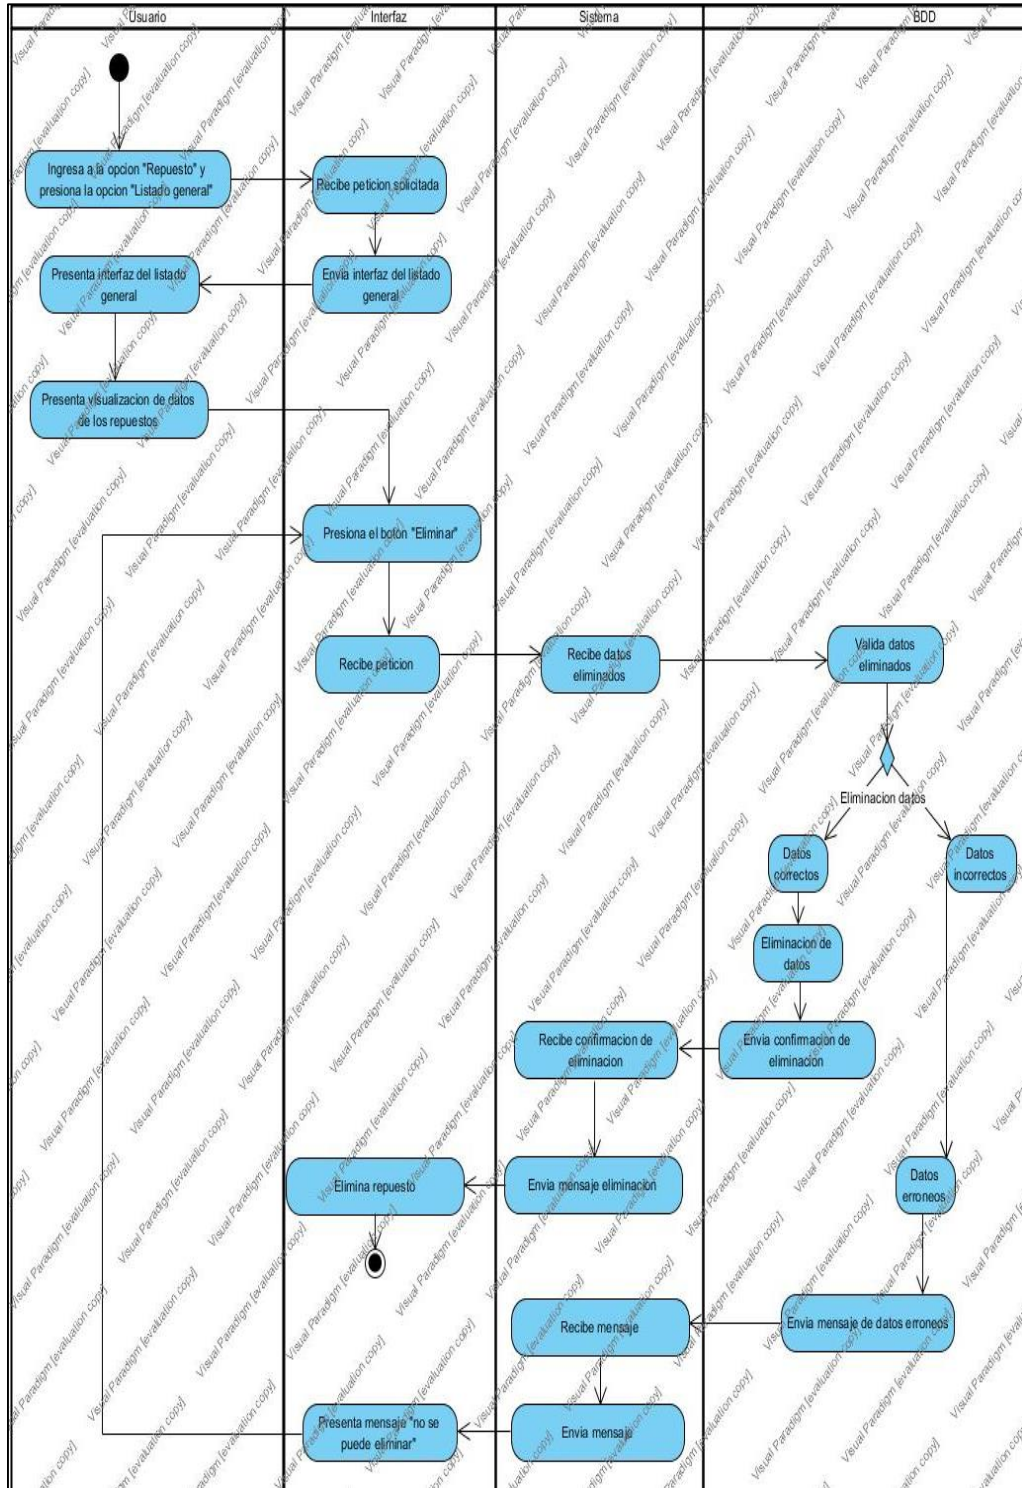 Usuario
Interfaz
Sistema
BDD
Ingresa a la opcion "Repuesto" y
presiona la opcion "Listado general"
Recibe peticion solicitada
Presenta interfaz del listado
general
Envia interfaz del listado
general
Presenta visualizacion de datos
de los repuestos
Presiona el boton "Eliminar"
Recibe peticion
Recibe datos
eliminados
Valida datos
eliminados
Eliminacion datos
Datos
correctos
Datos
incorrectos
Eliminacion de
datos
Recibe confirmacion de
eliminacion
Envia confirmacion de
eliminacion
Elimina repuesto
Envia mensaje eliminacion
Datos
erroneos
Recibe mensaje
Envia mensaje de datos erroneos
Presenta mensaje "no se
puede eliminar"
Envia mensaje
Visual Paradigm [evaluation copy]